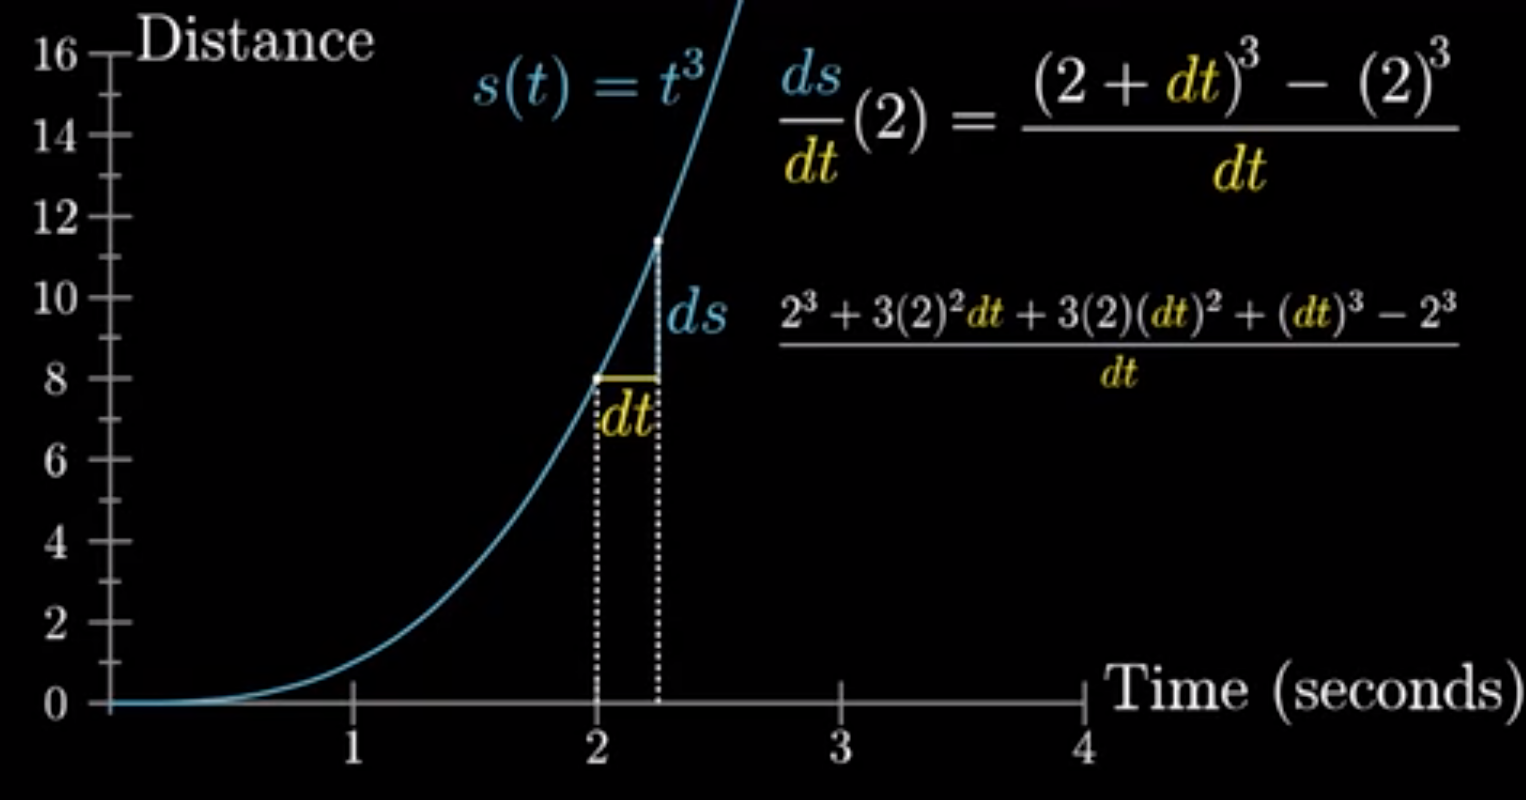 Distance
s(t) = t³
ds/dt (2) = ((2 + dt)³ − (2)³)/dt
(2³ + 3(2)²dt + 3(2)(dt)² + (dt)³ − 2³)/dt
ds
dt
16
14
12
10
8
6
4
2
0
1 2 3 4
Time (seconds)